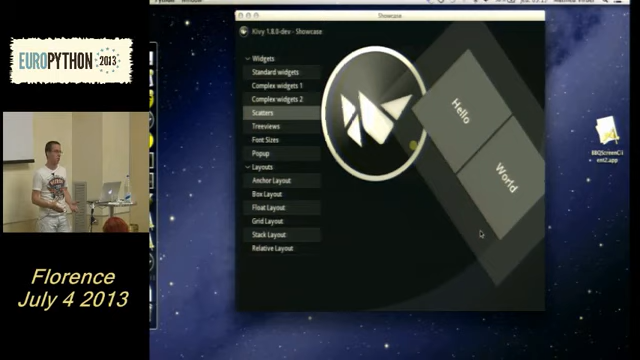 Showcase
Kivy 1.8.0-dev - Showcase
EUROPYTHON 2013
Widgets
Standard widgets
Complex widgets 1
Complex widgets 2
Scatters
Treeviews
Font Sizes
Popup
Layouts
Anchor Layout
Box Layout
Float Layout
Grid Layout
Stack Layout
Relative Layout
Hello
World
Florence
July 4 2013